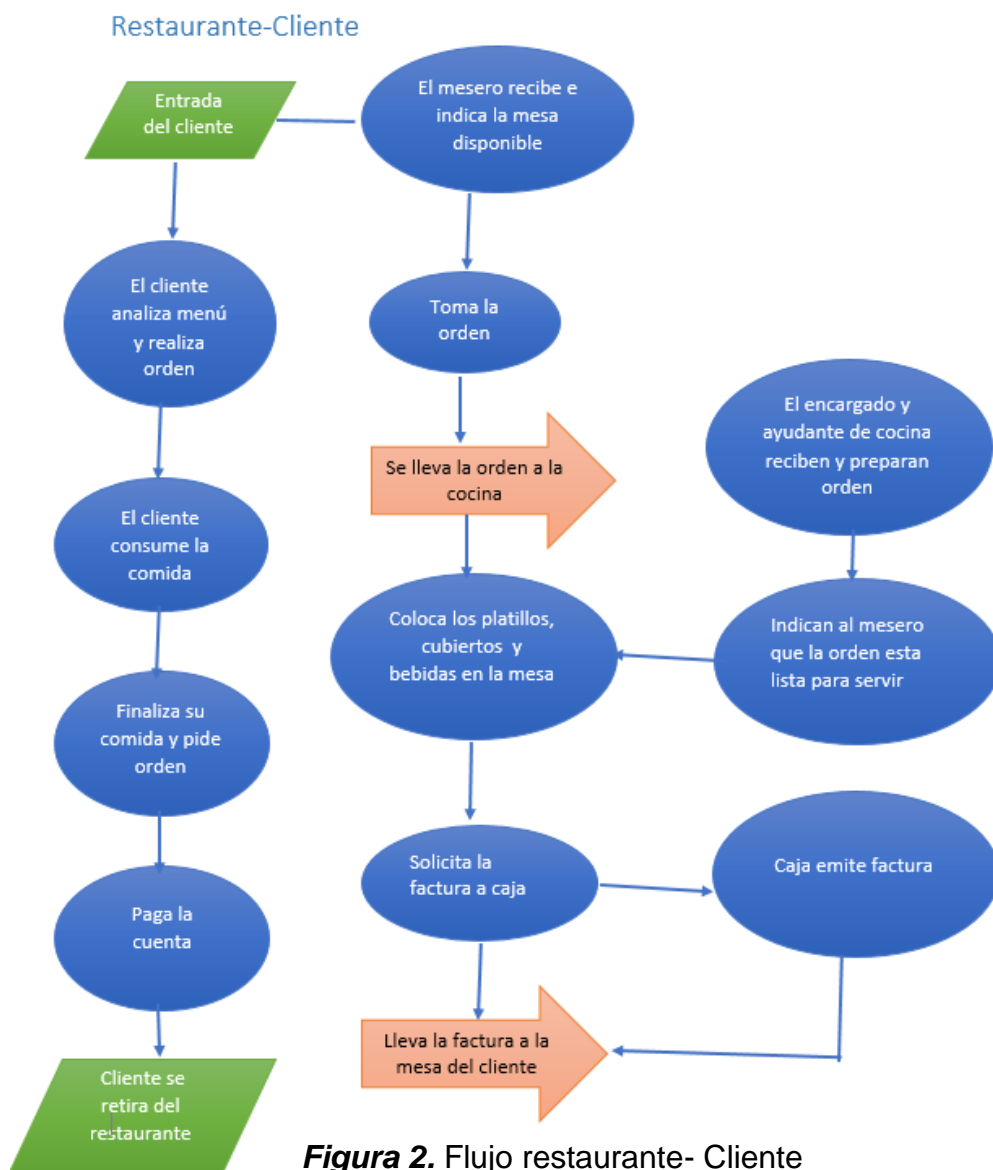 Restaurante-Cliente
Entrada
del cliente
El mesero recibe e
indica la mesa
disponible
El cliente
analiza menú
y realiza
orden
Toma la
orden
Se lleva la orden a la
cocina
El encargado y
ayudante de cocina
reciben y preparan
orden
El cliente
consume la
comida
Coloca los platillos,
cubiertos y
bebidas en la mesa
Indican al mesero
que la orden esta
lista para servir
Finaliza su
comida y pide
orden
Solicita la
factura a caja
Caja emite factura
Paga la
cuenta
Lleva la factura a la
mesa del cliente
Cliente se
retira del
restaurante
Figura 2. Flujo restaurante- Cliente